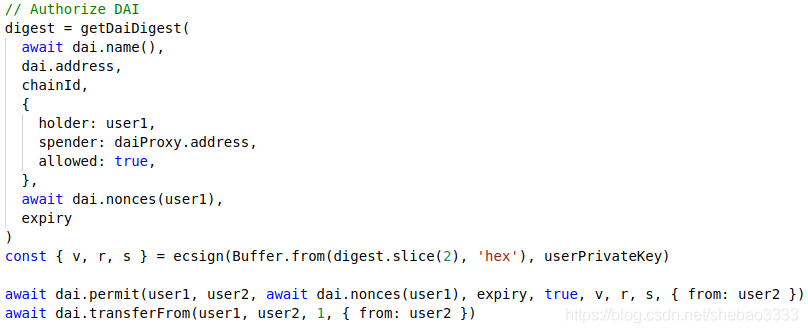 // Authorize DAI
digest = getDaiDigest(
  await dai.name(),
  dai.address,
  chainId,
  {
    holder: user1,
    spender: daiProxy.address,
    allowed: true,
  },
  await dai.nonces(user1),
  expiry
)
const { v, r, s } = ecsign(Buffer.from(digest.slice(2), 'hex'), userPrivateKey)

await dai.permit(user1, user2, await dai.nonces(user1), expiry, true, v, r, s, { from: user2 })
await dai.transferFrom(user1, user2, 1, { from: user2 })
https://blog.csdn.net/shebao3333